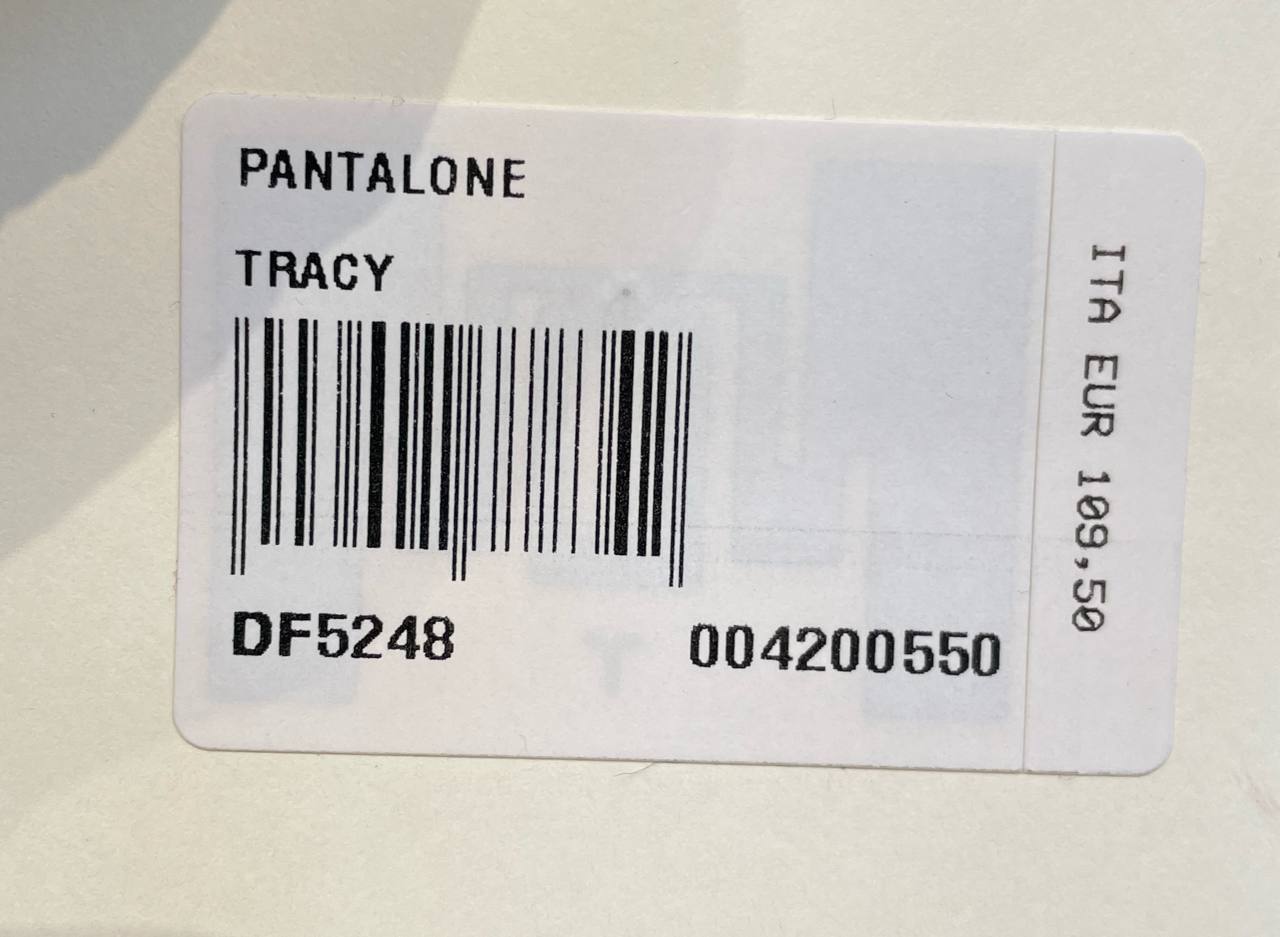 PANTALONE
TRACY
DF5248 004200550
ITA EUR 109,50